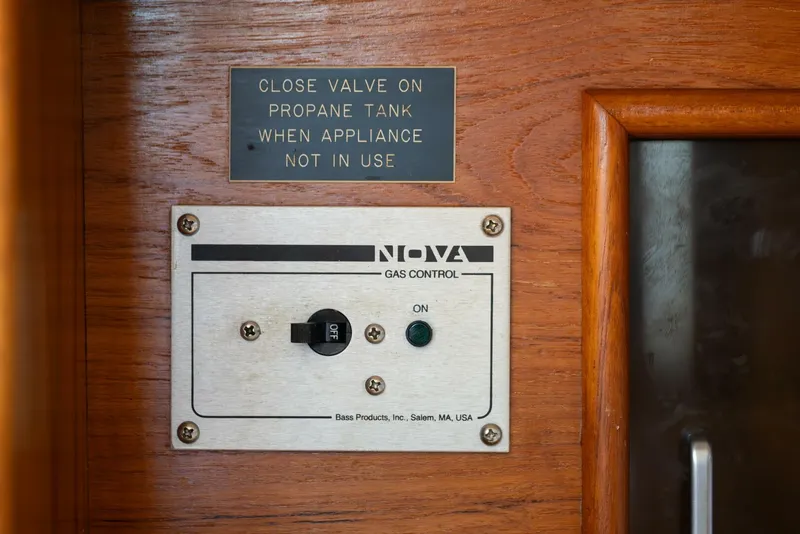 CLOSE VALVE ON
PROPANE TANK
WHEN APPLIANCE
NOT IN USE
NOVA
GAS CONTROL
ON
OFF
Bass Products, Inc., Salem, MA, USA